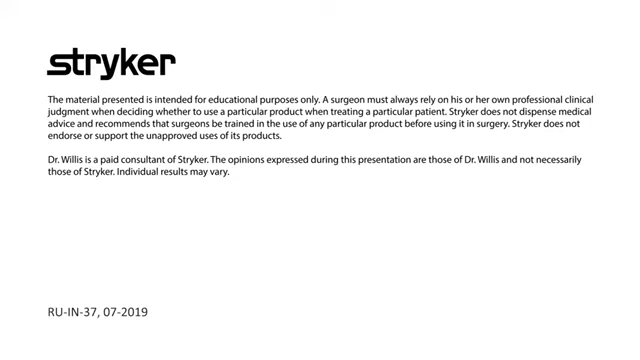 stryker
The material presented is intended for educational purposes only. A surgeon must always rely on his or her own professional clinical
judgment when deciding whether to use a particular product when treating a particular patient. Stryker does not dispense medical
advice and recommends that surgeons be trained in the use of any particular product before using it in surgery. Stryker does not
endorse or support the unapproved uses of its products.
Dr. Willis is a paid consultant of Stryker. The opinions expressed during this presentation are those of Dr. Willis and not necessarily
those of Stryker. Individual results may vary.
RU-IN-37, 07-2019